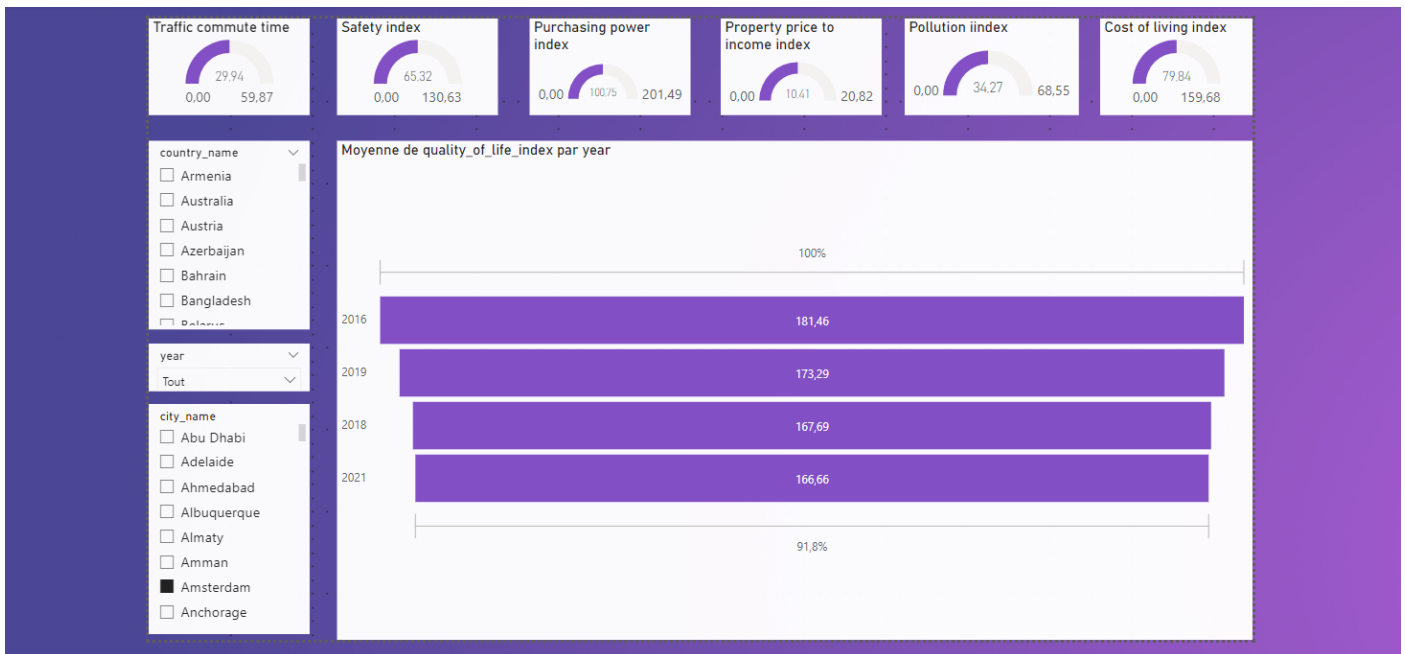 Traffic commute time
29.94
0,00 59,87
Safety index
65,32
0,00 130,63
Purchasing power
index
100.75
0,00 201,49
Property price to
income index
10.41
0,00 20,82
Pollution iindex
34,27
0,00 68,55
Cost of living index
79.84
0,00 159,68
country_name
Armenia
Australia
Austria
Azerbaijan
Bahrain
Bangladesh
Belarus
year
Tout
city_name
Abu Dhabi
Adelaide
Ahmedabad
Albuquerque
Almaty
Amman
Amsterdam
Anchorage
Moyenne de quality_of_life_index par year
100%
2016 181,46
2019 173,29
2018 167,69
2021 166,66
91,8%